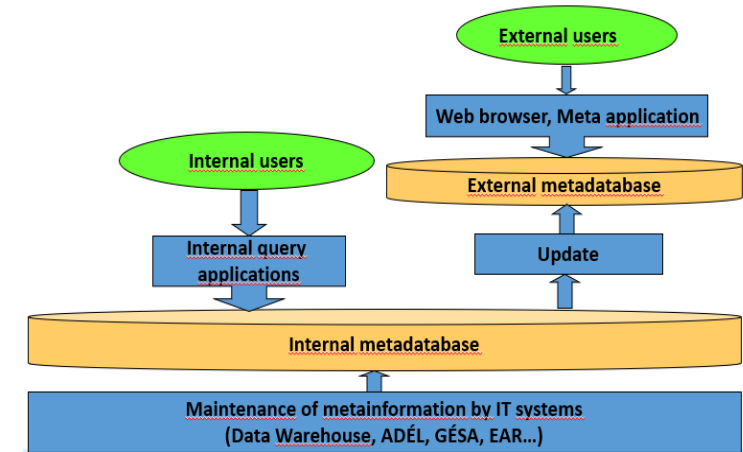 External users
Web browser, Meta application
Internal users
External metadatabase
Internal query
applications
Update
Internal metadatabase
Maintenance of metainformation by IT systems
(Data Warehouse, ADÉL, GÉSA, EAR...)